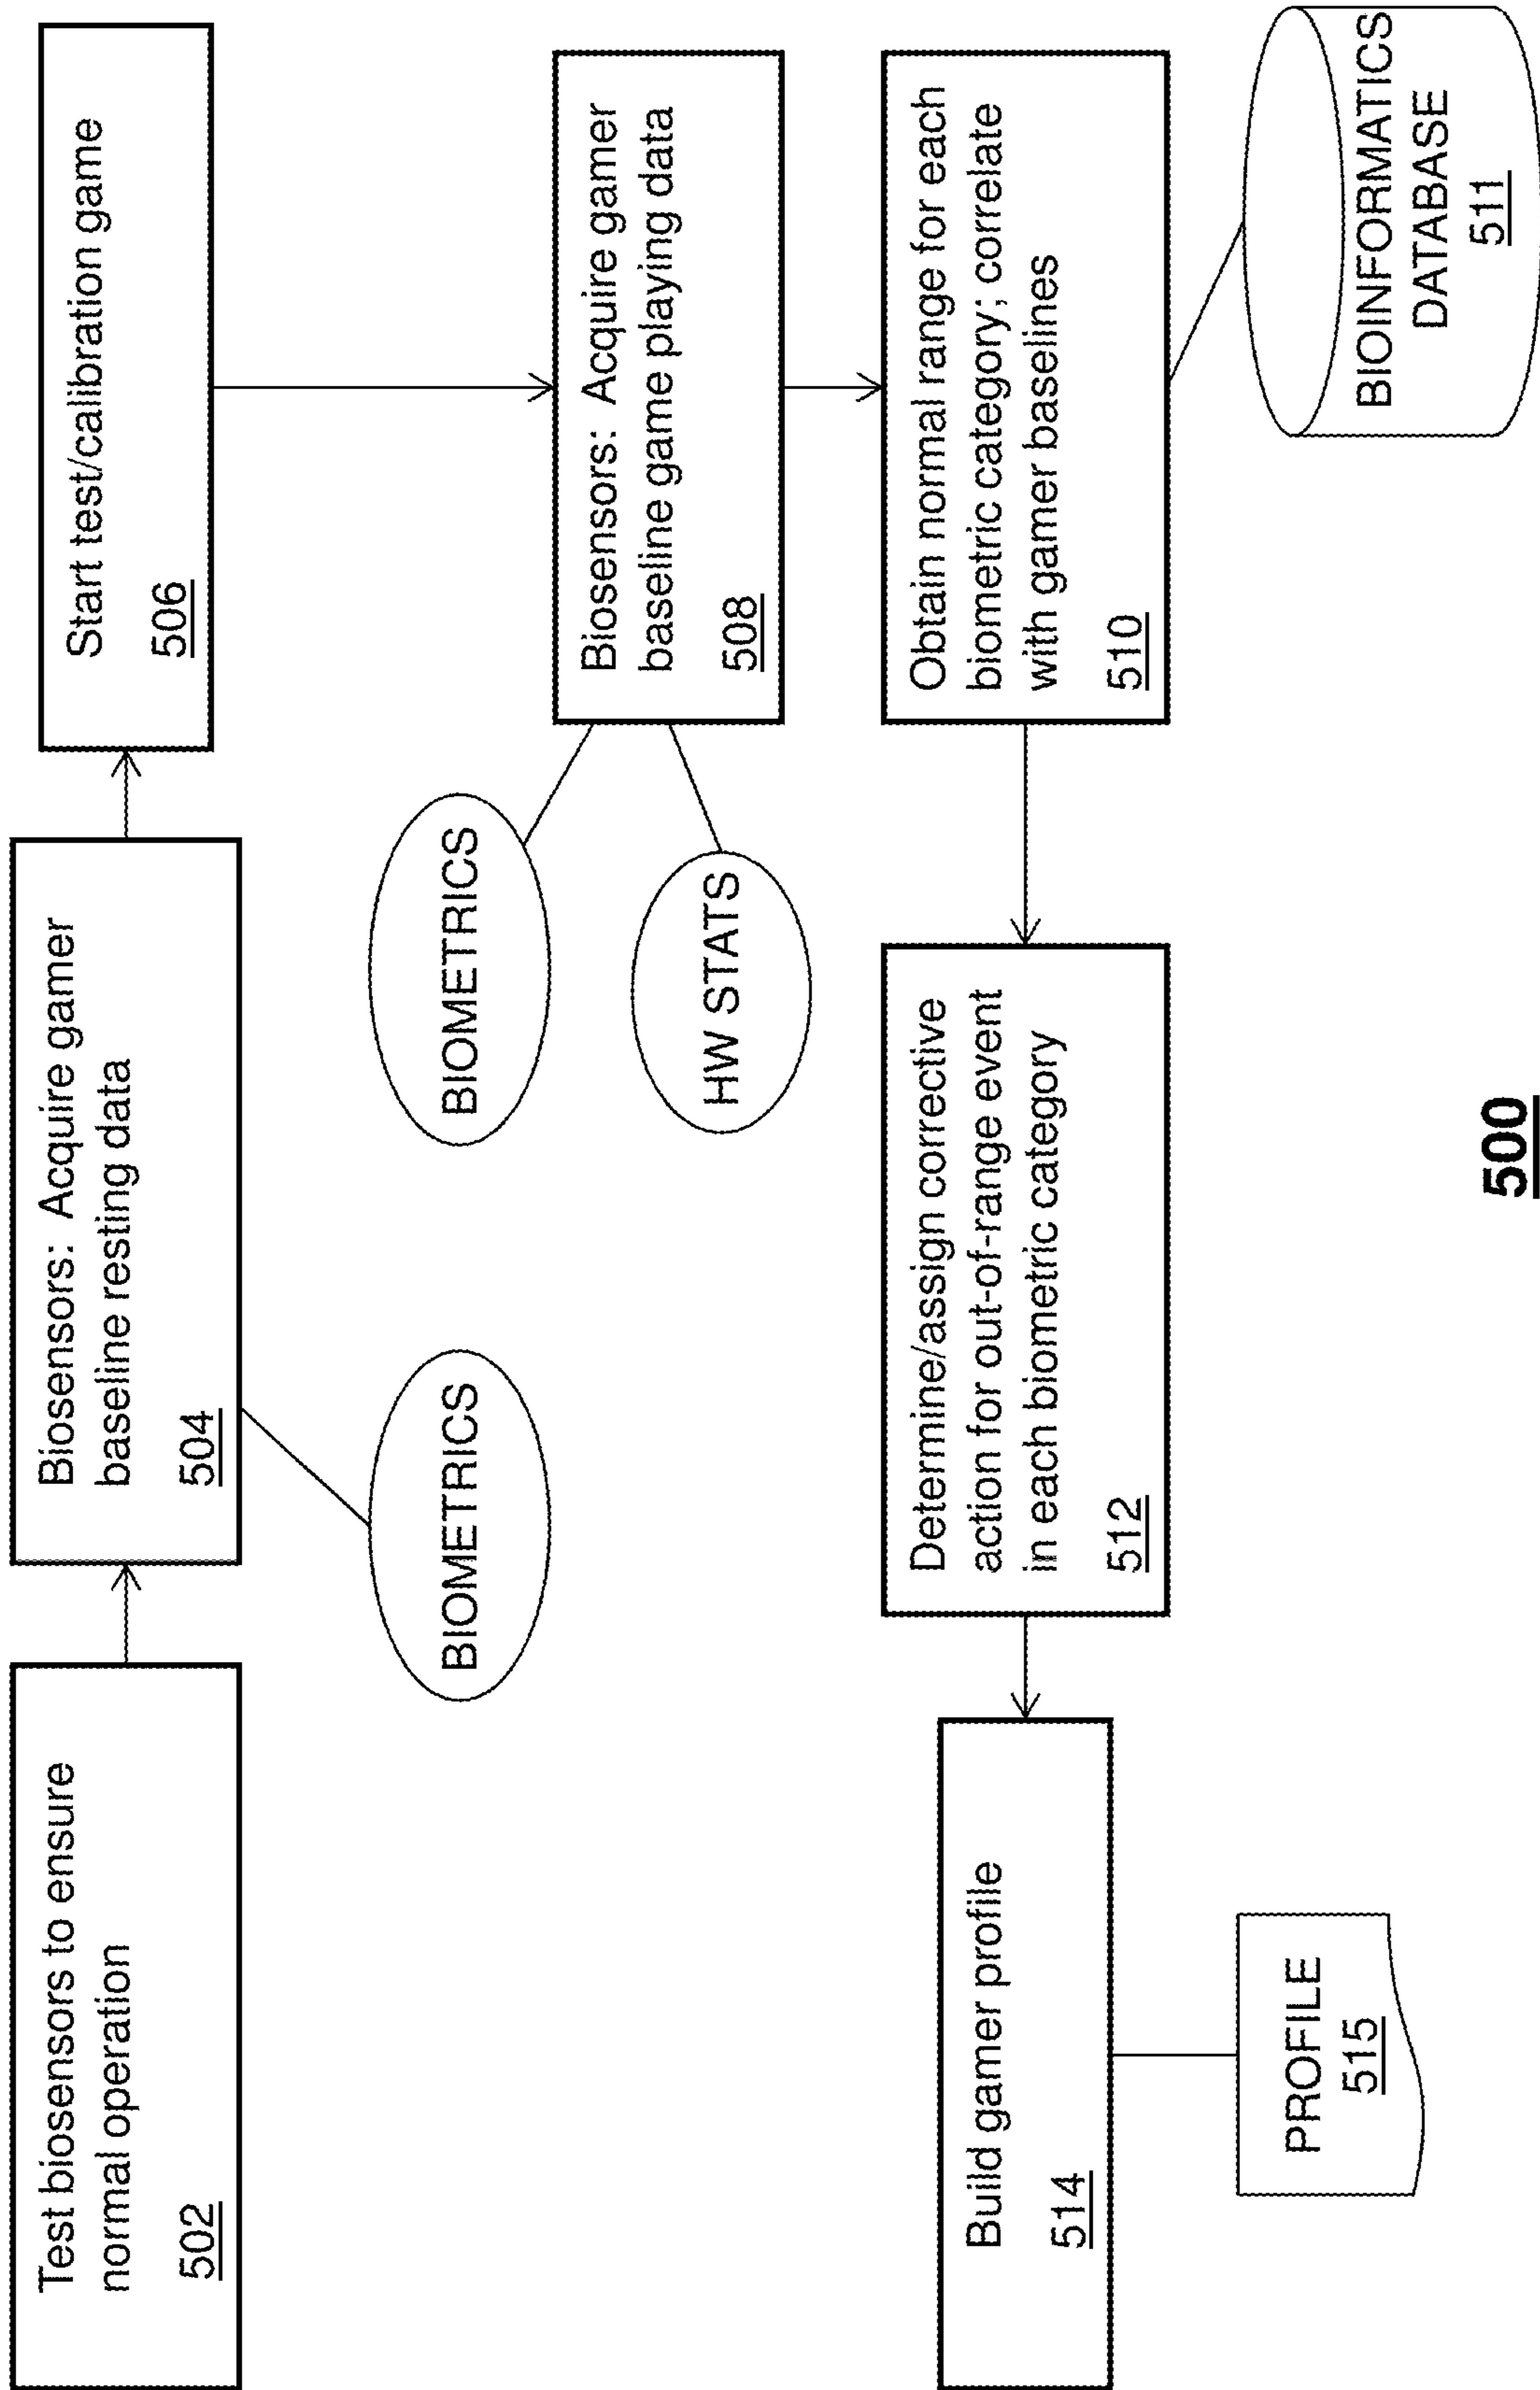 Test biosensors to ensure
normal operation
502
Biosensors: Acquire gamer
baseline resting data
504
BIOMETRICS
Start test/calibration game
506
BIOMETRICS
HW STATS
Biosensors: Acquire gamer
baseline game playing data
508
Obtain normal range for each
biometric category; correlate
with gamer baselines
510
BIOINFORMATICS
DATABASE
511
Determine/assign corrective
action for out-of-range event
in each biometric category
512
Build gamer profile
514
PROFILE
515
500